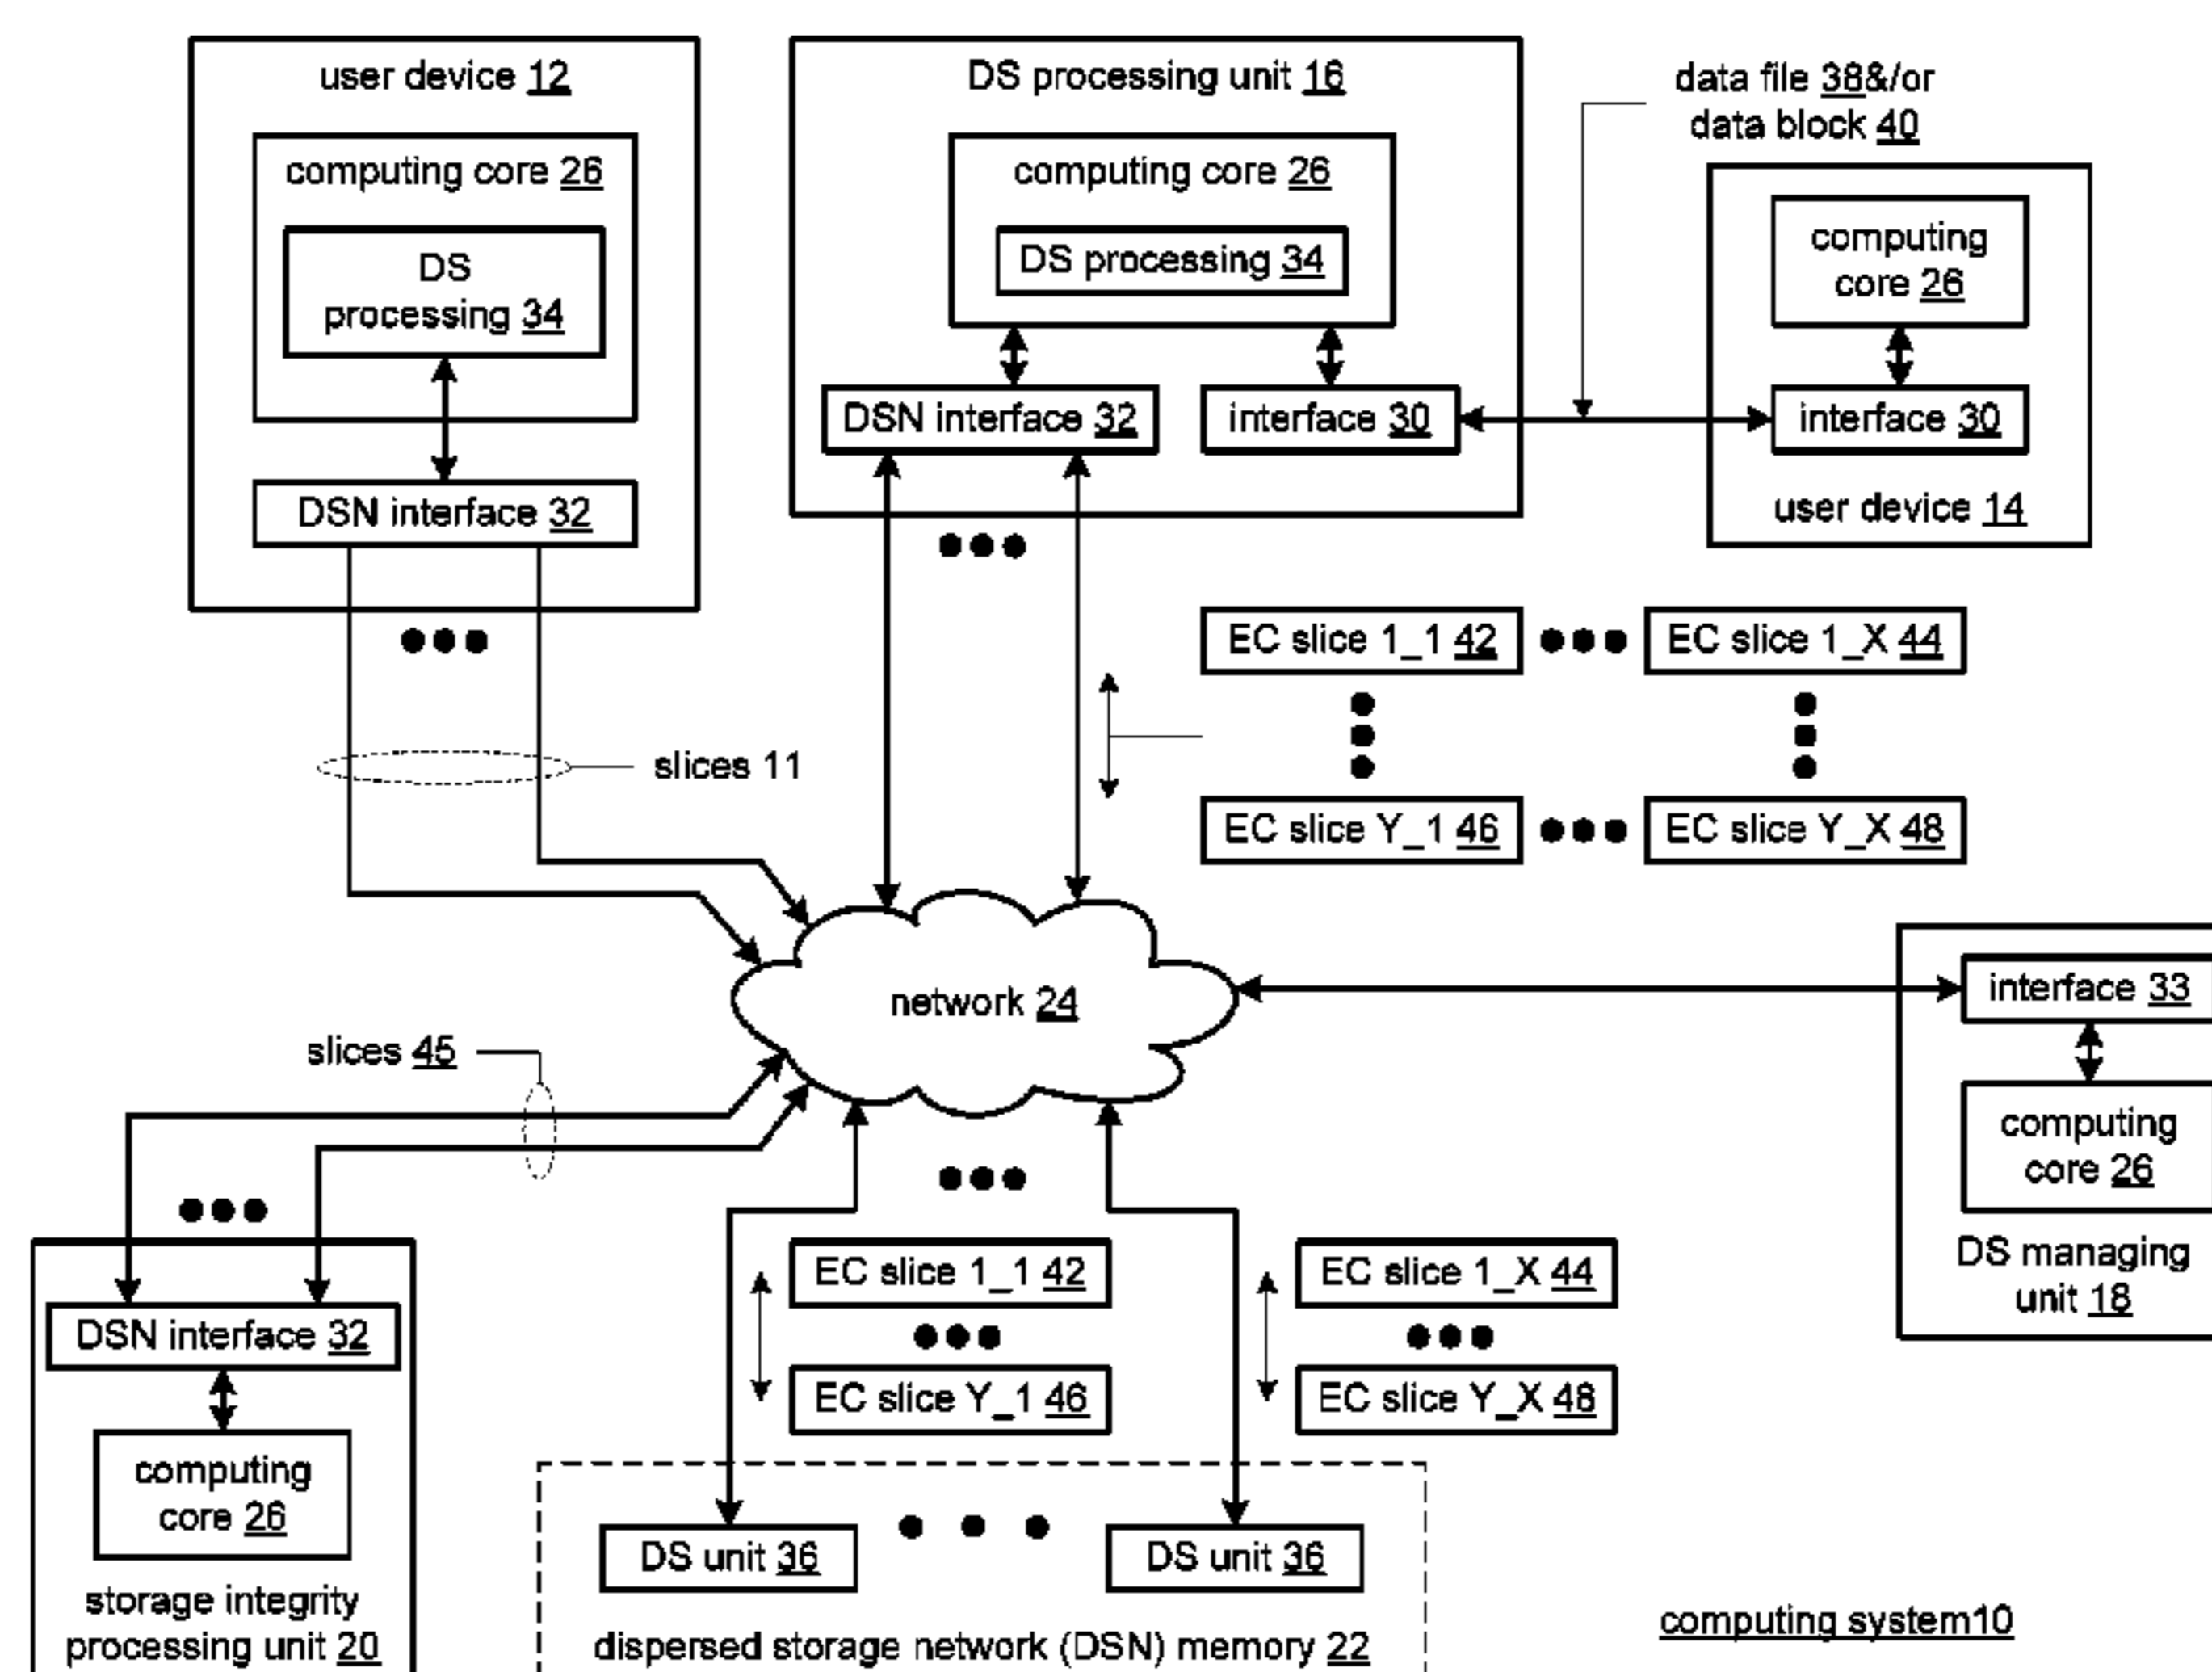 user device 12
computing core 26
DS
processing 34
DSN interface 32
DS processing unit 16
computing core 26
DS processing 34
DSN interface 32
interface 30
data file 38&/or
data block 40
computing
core 26
interface 30
user device 14
slices 11
EC slice 1_1 42
EC slice 1_X 44
EC slice Y_1 46
EC slice Y_X 48
network 24
interface 33
computing
core 26
DS managing
unit 18
slices 45
DSN interface 32
computing
core 26
storage integrity
processing unit 20
EC slice 1_1 42
EC slice 1_X 44
EC slice Y_1 46
EC slice Y_X 48
DS unit 36
DS unit 36
dispersed storage network (DSN) memory 22
computing system10